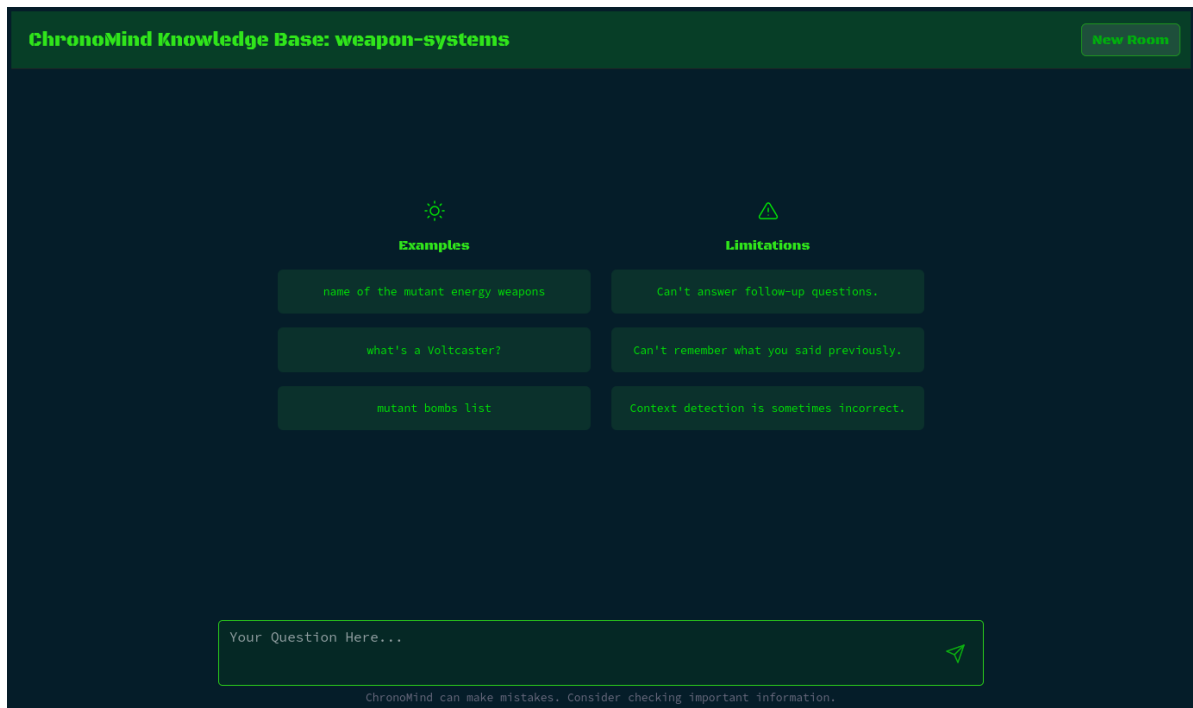 ChronoMind Knowledge Base: weapon-systems
New Room
Examples
name of the mutant energy weapons
what's a Voltcaster?
mutant bombs list
Limitations
Can't answer follow-up questions.
Can't remember what you said previously.
Context detection is sometimes incorrect.
Your Question Here...
ChronoMind can make mistakes. Consider checking important information.